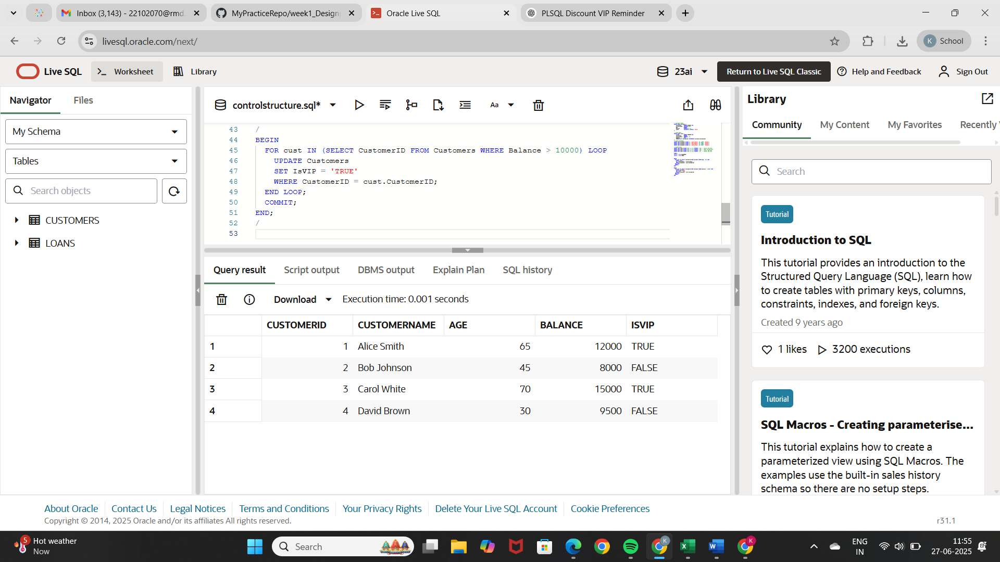 Inbox (3,143) - 22102070@rmd.
MyPracticeRepo/week1_Design
Oracle Live SQL
PLSQL Discount VIP Reminder
livesql.oracle.com/next/
K School
Live SQL
Worksheet
Library
23ai
Return to Live SQL Classic
Help and Feedback
Sign Out
Navigator
Files
My Schema
Tables
Search objects
CUSTOMERS
LOANS
controlstructure.sql*
Aa
43 /
44 BEGIN
45 FOR cust IN (SELECT CustomerID FROM Customers WHERE Balance > 10000) LOOP
46 UPDATE Customers
47 SET IsVIP = 'TRUE'
48 WHERE CustomerID = cust.CustomerID;
49 END LOOP;
50 COMMIT;
51 END;
52 /
53
Query result
Script output
DBMS output
Explain Plan
SQL history
Download
Execution time: 0.001 seconds
CUSTOMERID CUSTOMERNAME AGE BALANCE ISVIP
1 1 Alice Smith 65 12000 TRUE
2 2 Bob Johnson 45 8000 FALSE
3 3 Carol White 70 15000 TRUE
4 4 David Brown 30 9500 FALSE
Library
Community
My Content
My Favorites
Recently
Search
Tutorial
Introduction to SQL
This tutorial provides an introduction to the
Structured Query Language (SQL), learn how
to create tables with primary keys, columns,
constraints, indexes, and foreign keys.
Created 9 years ago
1 likes
3200 executions
Tutorial
SQL Macros - Creating parameterise...
This tutorial explains how to create a
parameterized view using SQL Macros. The
examples use the built-in sales history
schema so there are no setup steps.
About Oracle
Contact Us
Legal Notices
Terms and Conditions
Your Privacy Rights
Delete Your Live SQL Account
Cookie Preferences
Copyright © 2014, 2025 Oracle and/or its affiliates All rights reserved.
r31.1
5
Hot weather
Now
Search
K
K
ENG
IN
11:55
27-06-2025